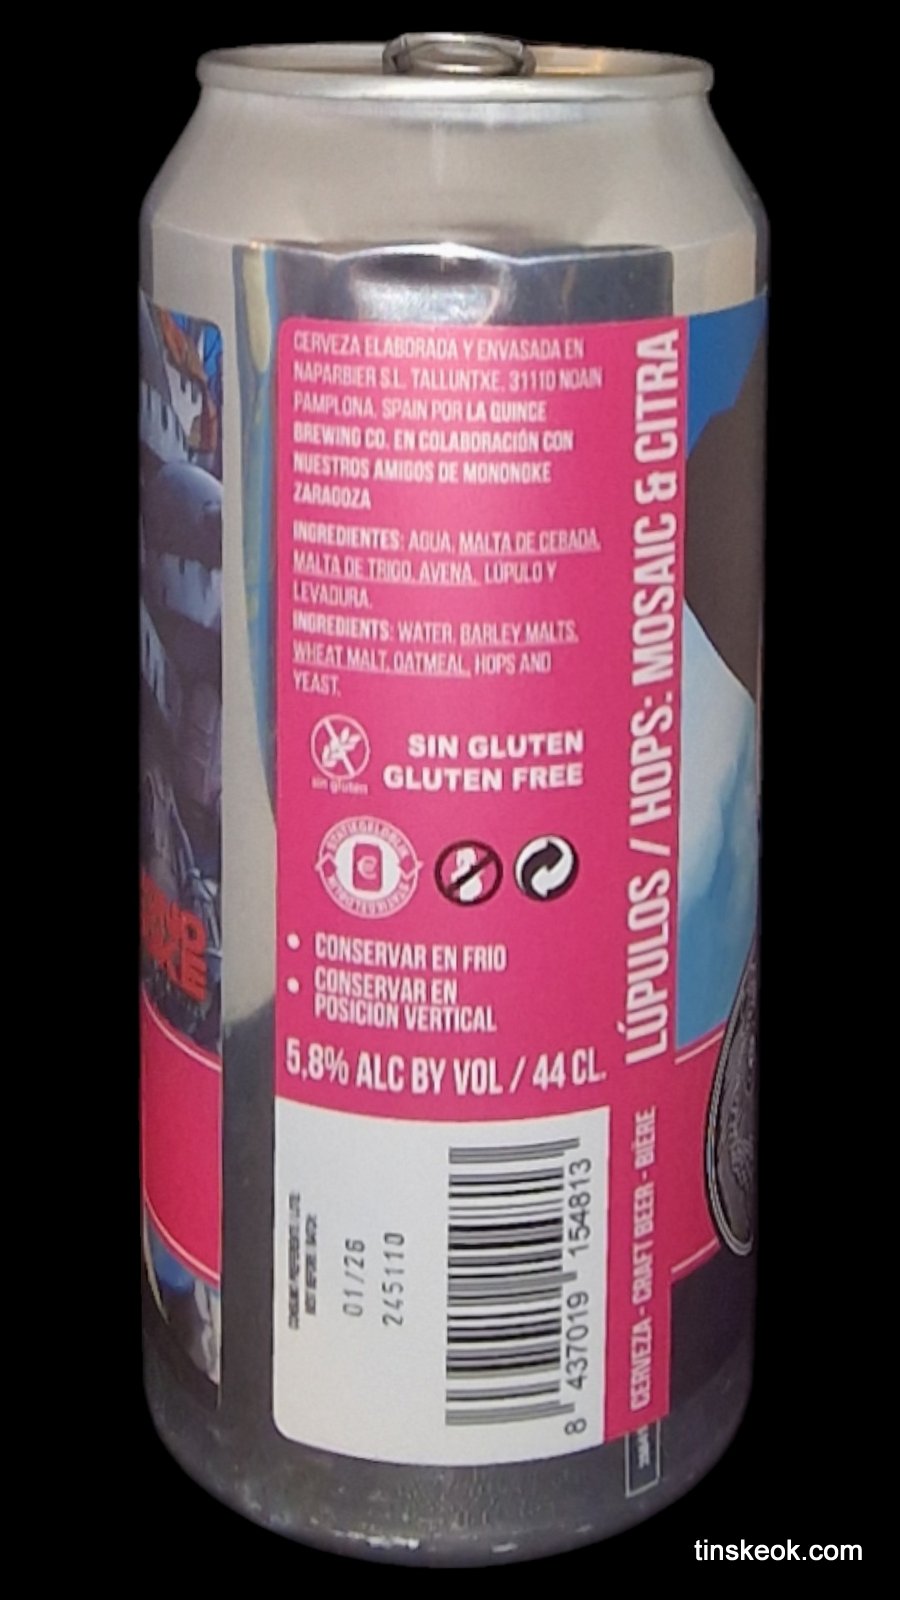 CERVEZA ELABORADA Y ENVASADA EN
NAPARBIER S.L. TALLUNTXE, 31110 NOAIN
PAMPLONA, SPAIN POR LA QUINCE
BREWING CO. EN COLABORACIÓN CON
NUESTROS AMIGOS DE MONONOKE
ZARAGOZA
INGREDIENTES: AGUA, MALTA DE CEBADA,
MALTA DE TRIGO, AVENA, LÚPULO Y
LEVADURA.
INGREDIENTS: WATER, BARLEY MALTS,
WHEAT MALT, OATMEAL, HOPS AND
YEAST.
sin gluten
SIN GLUTEN
GLUTEN FREE
STATIEGELDBLIK
STATIEGELDBLIK
CONSERVAR EN FRIO
CONSERVAR EN
POSICION VERTICAL
5,8% ALC BY VOL / 44 CL.
LÚPULOS / HOPS: MOSAIC & CITRA
CERVEZA - CRAFT BEER - BIÈRE
01/26
245110
8 437019 154813
tinskeok.com